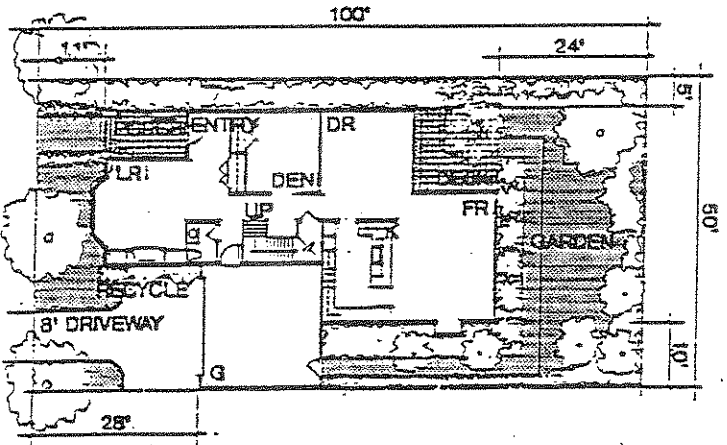 100'
11'
24'
5'
ENTRY
DR
LR
DEN
UP
FR
GARDEN
50'
RECYCLE
8' DRIVEWAY
10'
G
28'